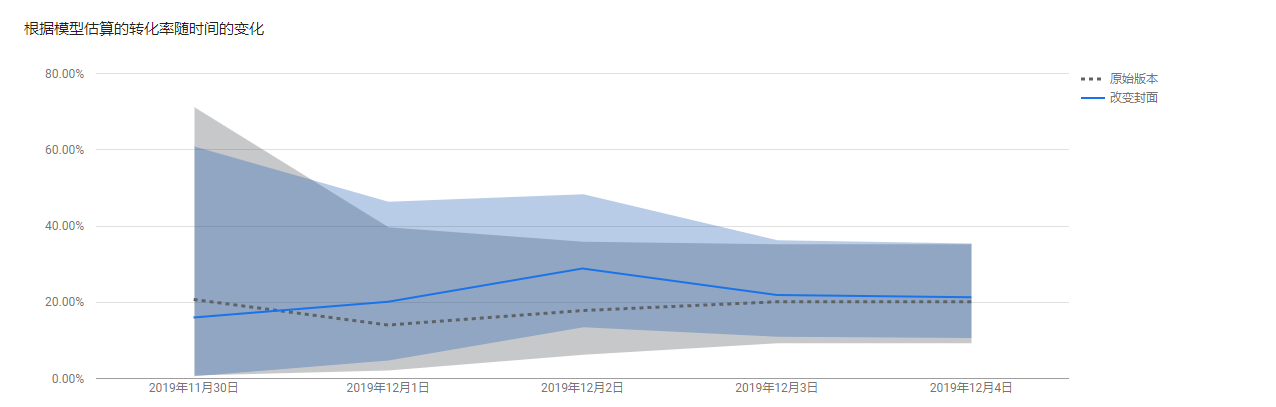 根据模型估算的转化率随时间的变化
80.00%
60.00%
40.00%
20.00%
0.00%
2019年11月30日
2019年12月1日
2019年12月2日
2019年12月3日
2019年12月4日
原始版本
改变封面